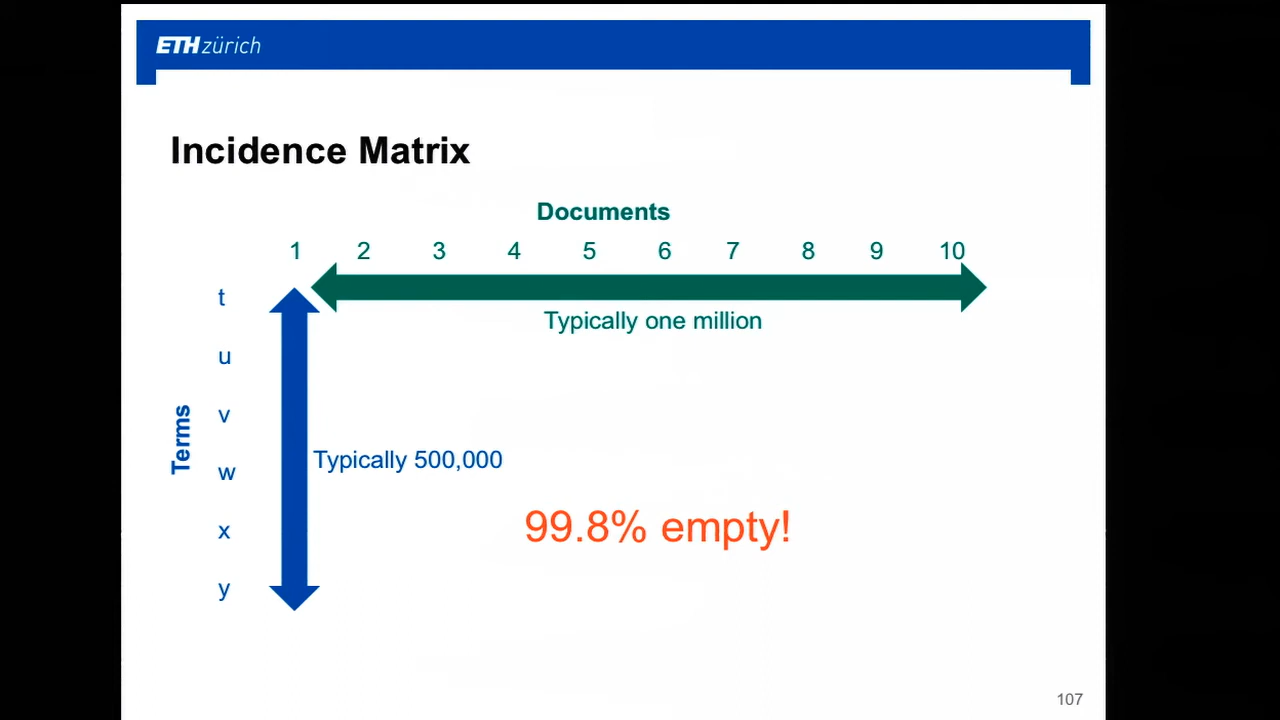 ETH zürich
Incidence Matrix
Documents
1 2 3 4 5 6 7 8 9 10
Typically one million
Terms
t
u
v
w
x
y
Typically 500,000
99.8% empty!
107